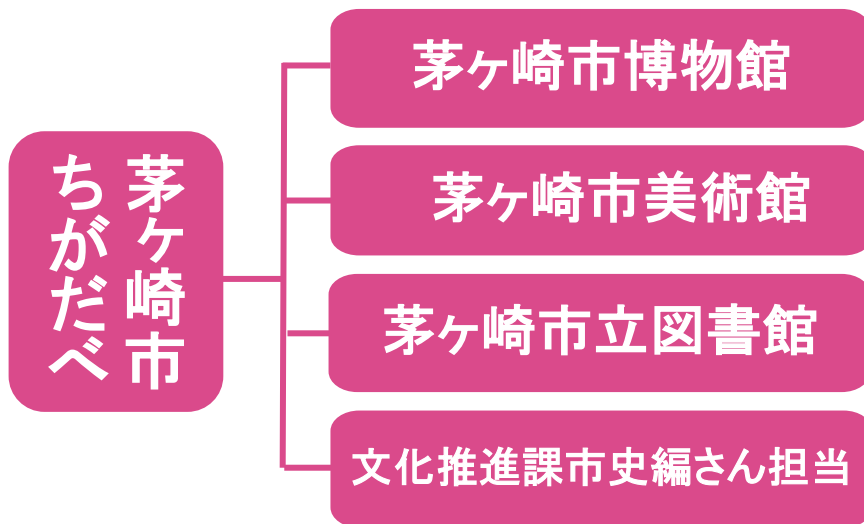 茅ヶ崎市
ちがだべ
茅ヶ崎市博物館
茅ヶ崎市美術館
茅ヶ崎市立図書館
文化推進課市史編さん担当